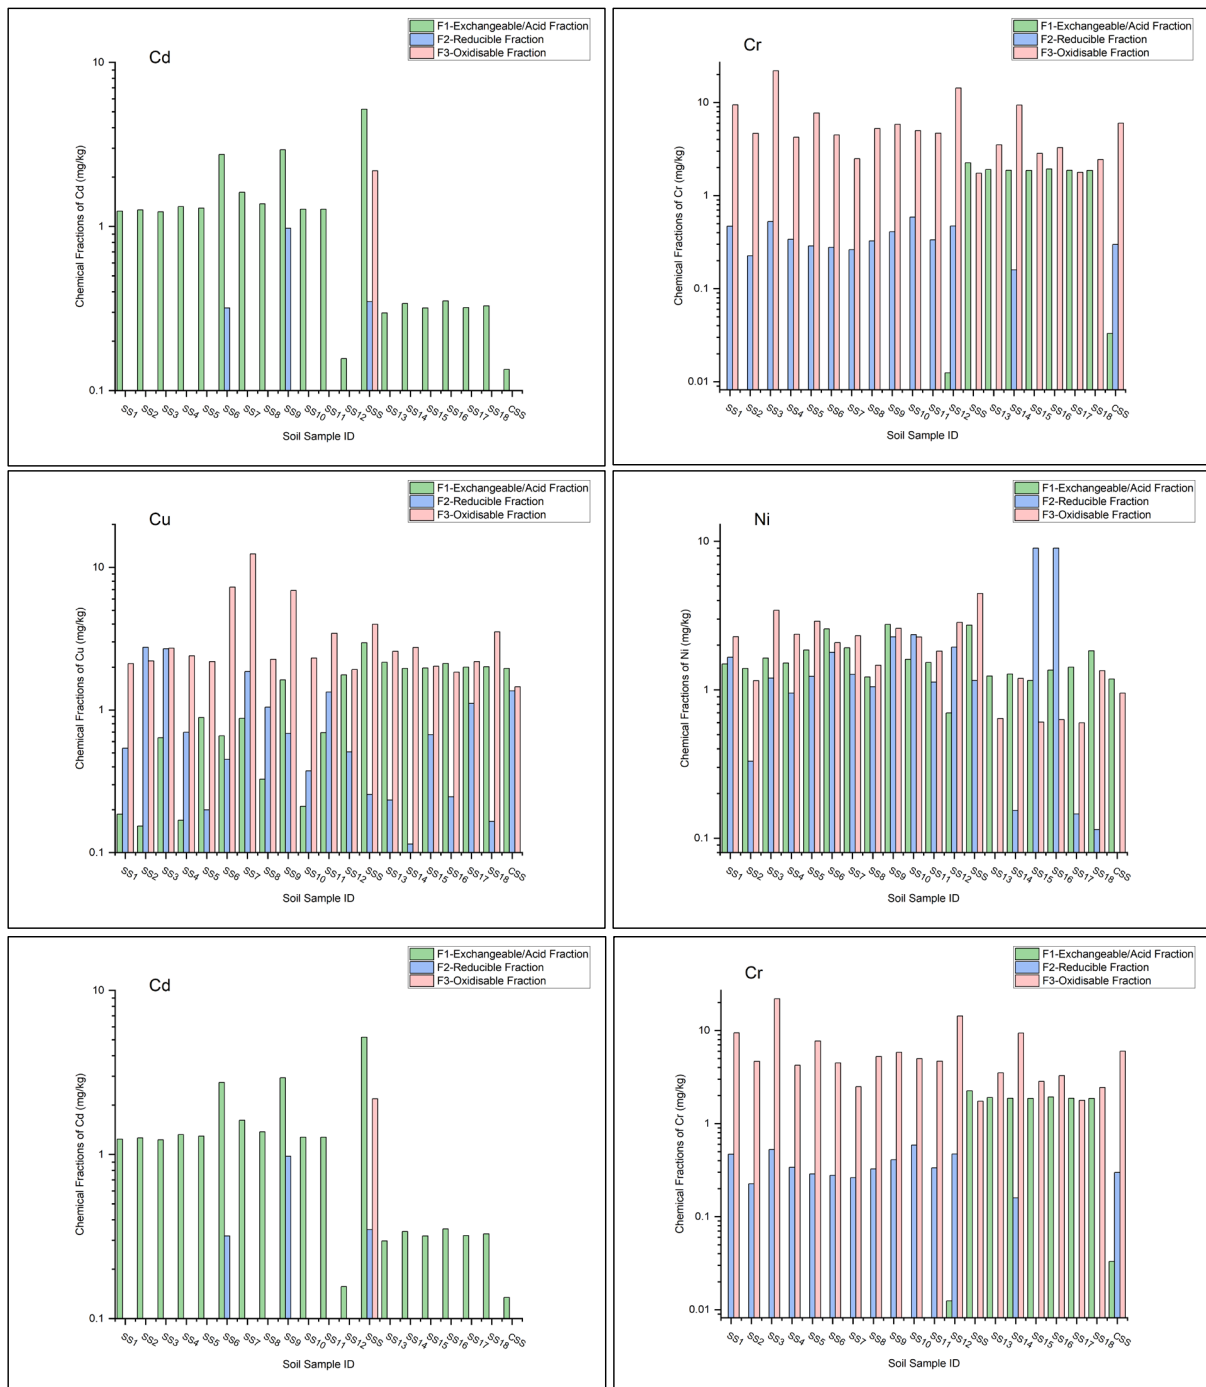 F1-Exchangeable/Acid Fraction
F2-Reducible Fraction
F3-Oxidisable Fraction
Cd
10
1
0.1
Chemical Fractions of Cd (mg/kg)
SS1 SS2 SS3 SS4 SS5 SS6 SS7 SS8 SS9 SS10 SS11 SS12 SSS SS13 SS14 SS15 SS16 SS17 SS18 CSS
Soil Sample ID
F1-Exchangeable/Acid Fraction
F2-Reducible Fraction
F3-Oxidisable Fraction
Cr
10
1
0.1
0.01
Chemical Fractions of Cr (mg/kg)
SS1 SS2 SS3 SS4 SS5 SS6 SS7 SS8 SS9 SS10 SS11 SS12 SSS SS13 SS14 SS15 SS16 SS17 SS18 CSS
Soil Sample ID
F1-Exchangeable/Acid Fraction
F2-Reducible Fraction
F3-Oxidisable Fraction
Cu
10
1
0.1
Chemical Fractions of Cu (mg/kg)
SS1 SS2 SS3 SS4 SS5 SS6 SS7 SS8 SS9 SS10 SS11 SS12 SSS SS13 SS14 SS15 SS16 SS17 SS18 CSS
Soil Sample ID
F1-Exchangeable/Acid Fraction
F2-Reducible Fraction
F3-Oxidisable Fraction
Ni
10
1
0.1
Chemical Fractions of Ni (mg/kg)
SS1 SS2 SS3 SS4 SS5 SS6 SS7 SS8 SS9 SS10 SS11 SS12 SSS SS13 SS14 SS15 SS16 SS17 SS18 CSS
Soil Sample ID
F1-Exchangeable/Acid Fraction
F2-Reducible Fraction
F3-Oxidisable Fraction
Cd
10
1
0.1
Chemical Fractions of Cd (mg/kg)
SS1 SS2 SS3 SS4 SS5 SS6 SS7 SS8 SS9 SS10 SS11 SS12 SSS SS13 SS14 SS15 SS16 SS17 SS18 CSS
Soil Sample ID
F1-Exchangeable/Acid Fraction
F2-Reducible Fraction
F3-Oxidisable Fraction
Cr
10
1
0.1
0.01
Chemical Fractions of Cr (mg/kg)
SS1 SS2 SS3 SS4 SS5 SS6 SS7 SS8 SS9 SS10 SS11 SS12 SSS SS13 SS14 SS15 SS16 SS17 SS18 CSS
Soil Sample ID